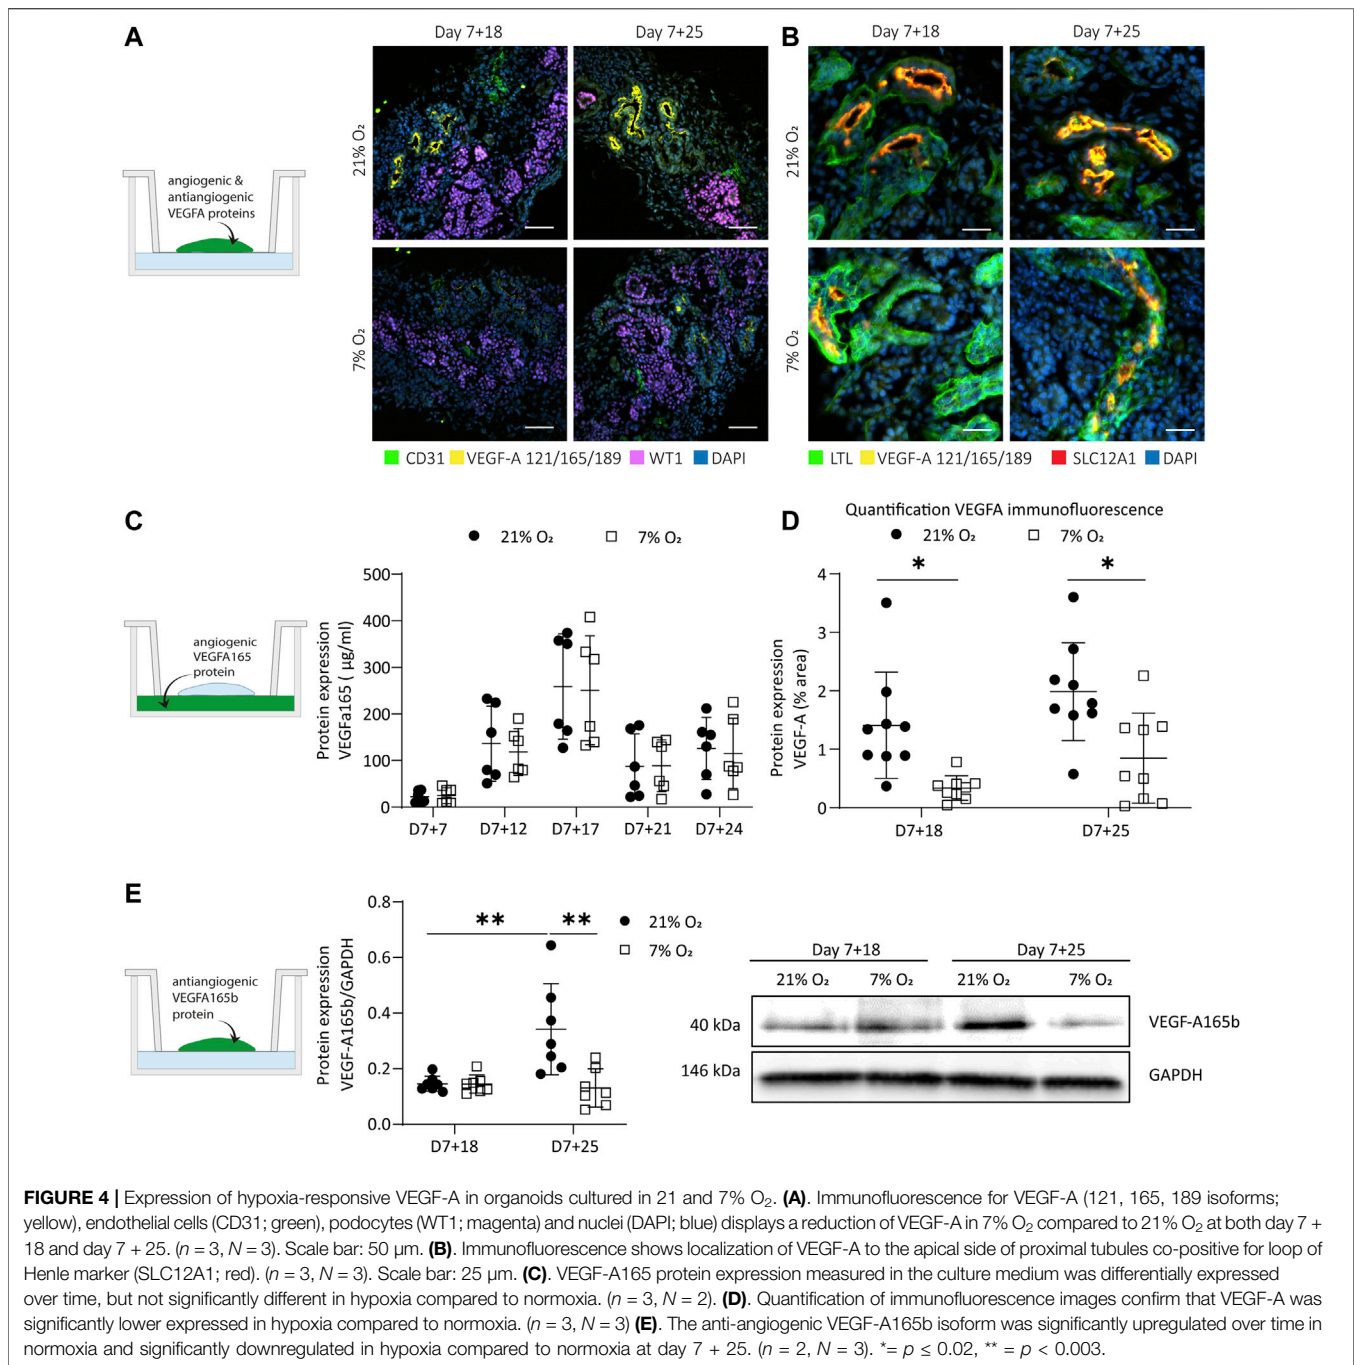 A
Day 7+18
Day 7+25
B
Day 7+18
Day 7+25
21% O₂
7% O₂
21% O₂
7% O₂
angiogenic &
antiangiogenic
VEGFA proteins
CD31 VEGF-A 121/165/189 WT1 DAPI
LTL VEGF-A 121/165/189 SLC12A1 DAPI
C
21% O₂ 7% O₂
angiogenic
VEGFA165
protein
Protein expression
VEGFa165 ( µg/ml)
500
400
300
200
100
0
D7+7 D7+12 D7+17 D7+21 D7+24
D
Quantification VEGFA immunofluorescence
21% O₂ 7% O₂
* *
Protein expression
VEGF-A (% area)
4
3
2
1
0
D7+18 D7+25
E
antiangiogenic
VEGFA165b
protein
Protein expression
VEGF-A165b/GAPDH
0.8
0.6
0.4
0.2
0.0
** **
21% O₂
7% O₂
D7+18 D7+25
Day 7+18 Day 7+25
21% O₂ 7% O₂ 21% O₂ 7% O₂
40 kDa VEGF-A165b
146 kDa GAPDH
FIGURE 4 | Expression of hypoxia-responsive VEGF-A in organoids cultured in 21 and 7% O₂. (A). Immunofluorescence for VEGF-A (121, 165, 189 isoforms;
yellow), endothelial cells (CD31; green), podocytes (WT1; magenta) and nuclei (DAPI; blue) displays a reduction of VEGF-A in 7% O₂ compared to 21% O₂ at both day 7 +
18 and day 7 + 25. (n = 3, N = 3). Scale bar: 50 µm. (B). Immunofluorescence shows localization of VEGF-A to the apical side of proximal tubules co-positive for loop of
Henle marker (SLC12A1; red). (n = 3, N = 3). Scale bar: 25 µm. (C). VEGF-A165 protein expression measured in the culture medium was differentially expressed
over time, but not significantly different in hypoxia compared to normoxia. (n = 3, N = 2). (D). Quantification of immunofluorescence images confirm that VEGF-A was
significantly lower expressed in hypoxia compared to normoxia. (n = 3, N = 3) (E). The anti-angiogenic VEGF-A165b isoform was significantly upregulated over time in
normoxia and significantly downregulated in hypoxia compared to normoxia at day 7 + 25. (n = 2, N = 3). *= p ≤ 0.02, ** = p < 0.003.